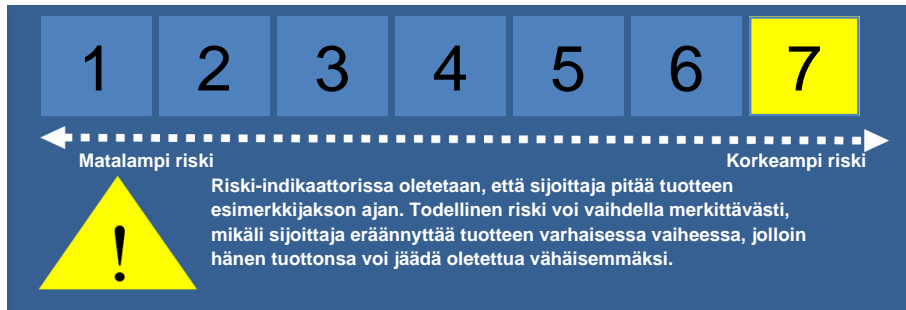 1 2 3 4 5 6 7
Matalampi riski Korkeampi riski
Riski-indikaattorissa oletetaan, että sijoittaja pitää tuotteen
esimerkkijakson ajan. Todellinen riski voi vaihdella merkittävästi,
mikäli sijoittaja eräännyttää tuotteen varhaisessa vaiheessa, jolloin
hänen tuottonsa voi jäädä oletettua vähäisemmäksi.
!